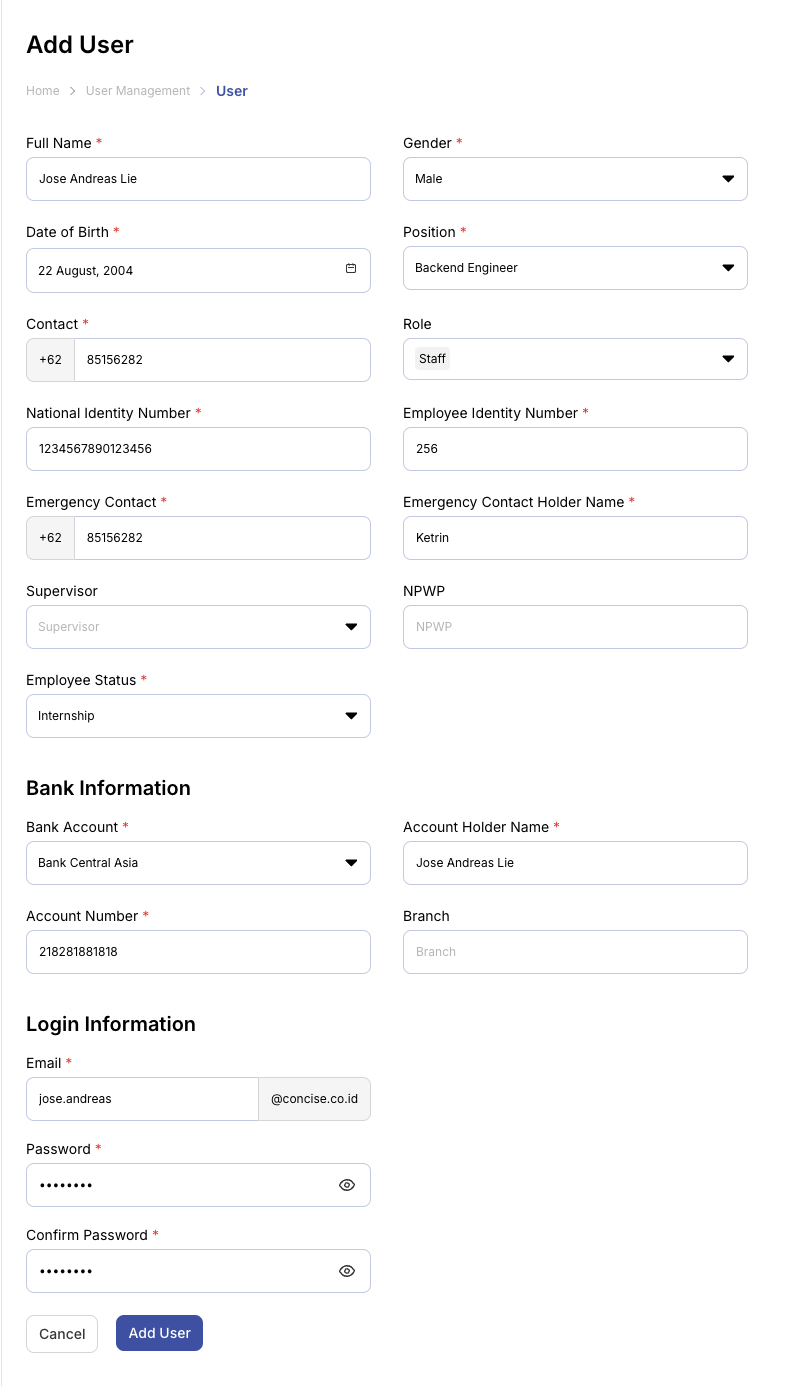 Add User
Home > User Management > User
Full Name * Gender *
Jose Andreas Lie Male
Date of Birth * Position *
22 August, 2004 Backend Engineer
Contact * Role
+62 85156282 Staff
National Identity Number * Employee Identity Number *
1234567890123456 256
Emergency Contact * Emergency Contact Holder Name *
+62 85156282 Ketrin
Supervisor NPWP
Supervisor NPWP
Employee Status *
Internship
Bank Information
Bank Account * Account Holder Name *
Bank Central Asia Jose Andreas Lie
Account Number * Branch
218281881818 Branch
Login Information
Email *
jose.andreas @concise.co.id
Password *
••••••••
Confirm Password *
••••••••
Cancel Add User